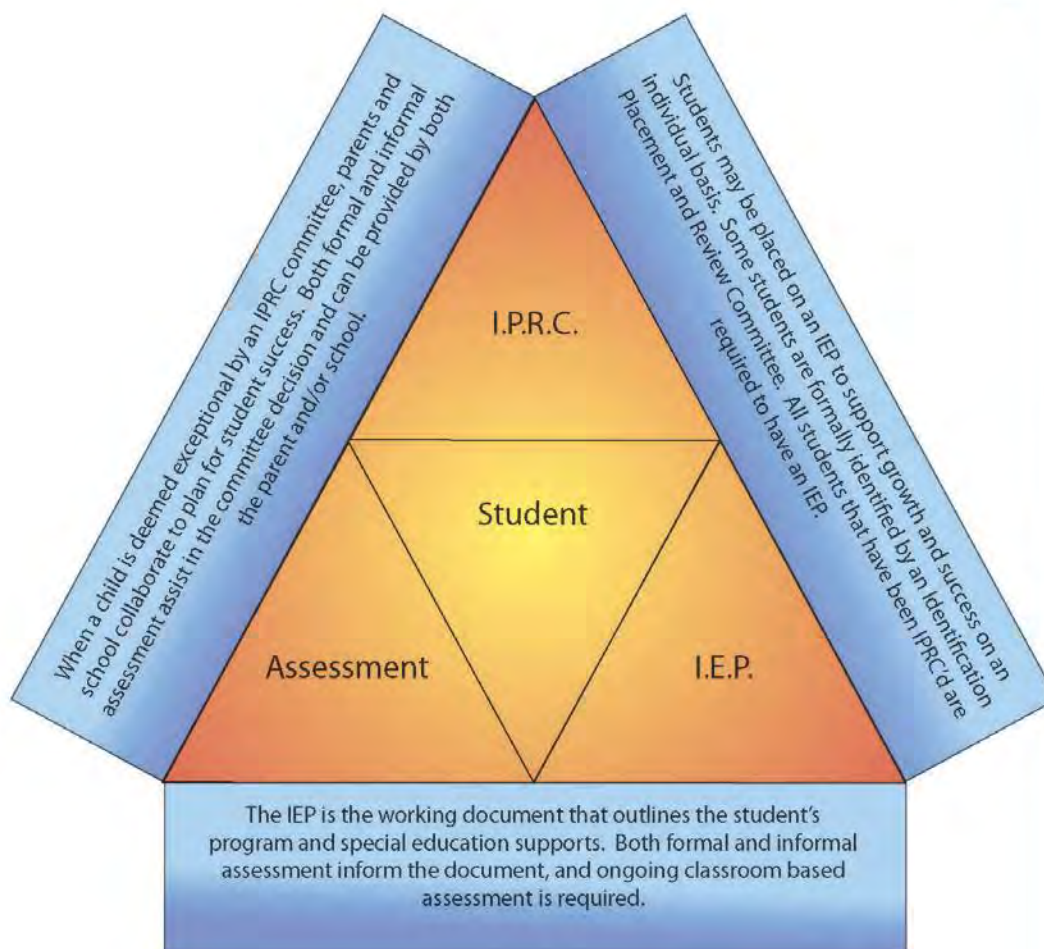 When a child is deemed exceptional by an IPRC committee, parents and
school collaborate to plan for student success. Both formal and informal
assessment assist in the committee decision and can be provided by both
the parent and/or school.
Students may be placed on an IEP to support growth and success on an
individual basis. Some students are formally identified by an Identification
Placement and Review Committee. All students that have been IPRC'd are
required to have an IEP.
I.P.R.C.
Student
Assessment
I.E.P.
The IEP is the working document that outlines the student's
program and special education supports. Both formal and informal
assessment inform the document, and ongoing classroom based
assessment is required.